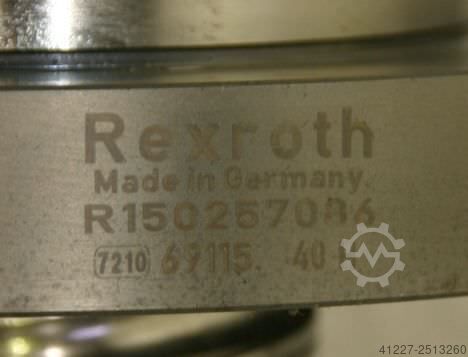 Rexroth
Made in Germany.
R150257086
7210 69115 40
41227-2513260